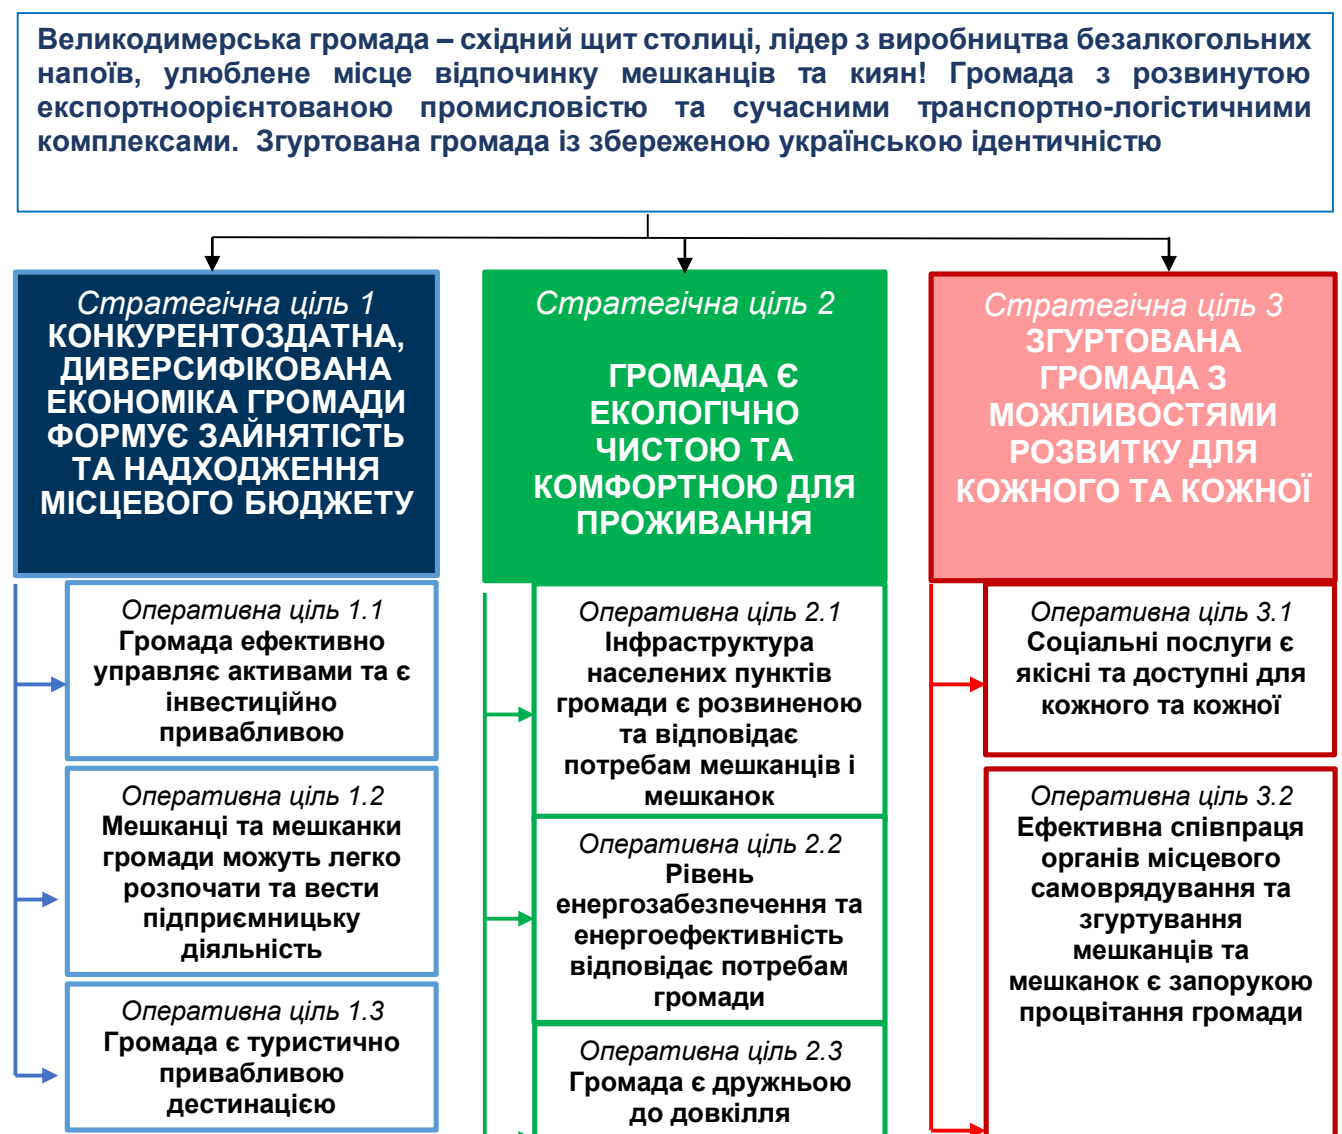 Великодимерська громада – східний щит столиці, лідер з виробництва безалкогольних
напоїв, улюблене місце відпочинку мешканців та киян! Громада з розвинутою
експортноорієнтованою промисловістю та сучасними транспортно-логістичними
комплексами. Згуртована громада із збереженою українською ідентичністю
Стратегічна ціль 1
КОНКУРЕНТОЗДАТНА,
ДИВЕРСИФІКОВАНА
ЕКОНОМІКА ГРОМАДИ
ФОРМУЄ ЗАЙНЯТІСТЬ
ТА НАДХОДЖЕННЯ
МІСЦЕВОГО БЮДЖЕТУ
Оперативна ціль 1.1
Громада ефективно
управляє активами та є
інвестиційно
привабливою
Оперативна ціль 1.2
Мешканці та мешканки
громади можуть легко
розпочати та вести
підприємницьку
діяльність
Оперативна ціль 1.3
Громада є туристично
привабливою
дестинацією
Стратегічна ціль 2
ГРОМАДА Є
ЕКОЛОГІЧНО
ЧИСТОЮ ТА
КОМФОРТНОЮ ДЛЯ
ПРОЖИВАННЯ
Оперативна ціль 2.1
Інфраструктура
населених пунктів
громади є розвиненою
та відповідає
потребам мешканців і
мешканок
Оперативна ціль 2.2
Рівень
енергозабезпечення та
енергоефективність
відповідає потребам
громади
Оперативна ціль 2.3
Громада є дружньою
до довкілля
Стратегічна ціль 3
ЗГУРТОВАНА
ГРОМАДА З
МОЖЛИВОСТЯМИ
РОЗВИТКУ ДЛЯ
КОЖНОГО ТА КОЖНОЇ
Оперативна ціль 3.1
Соціальні послуги є
якісні та доступні для
кожного та кожної
Оперативна ціль 3.2
Ефективна співпраця
органів місцевого
самоврядування та
згуртування
мешканців та
мешканок є запорукою
процвітання громади